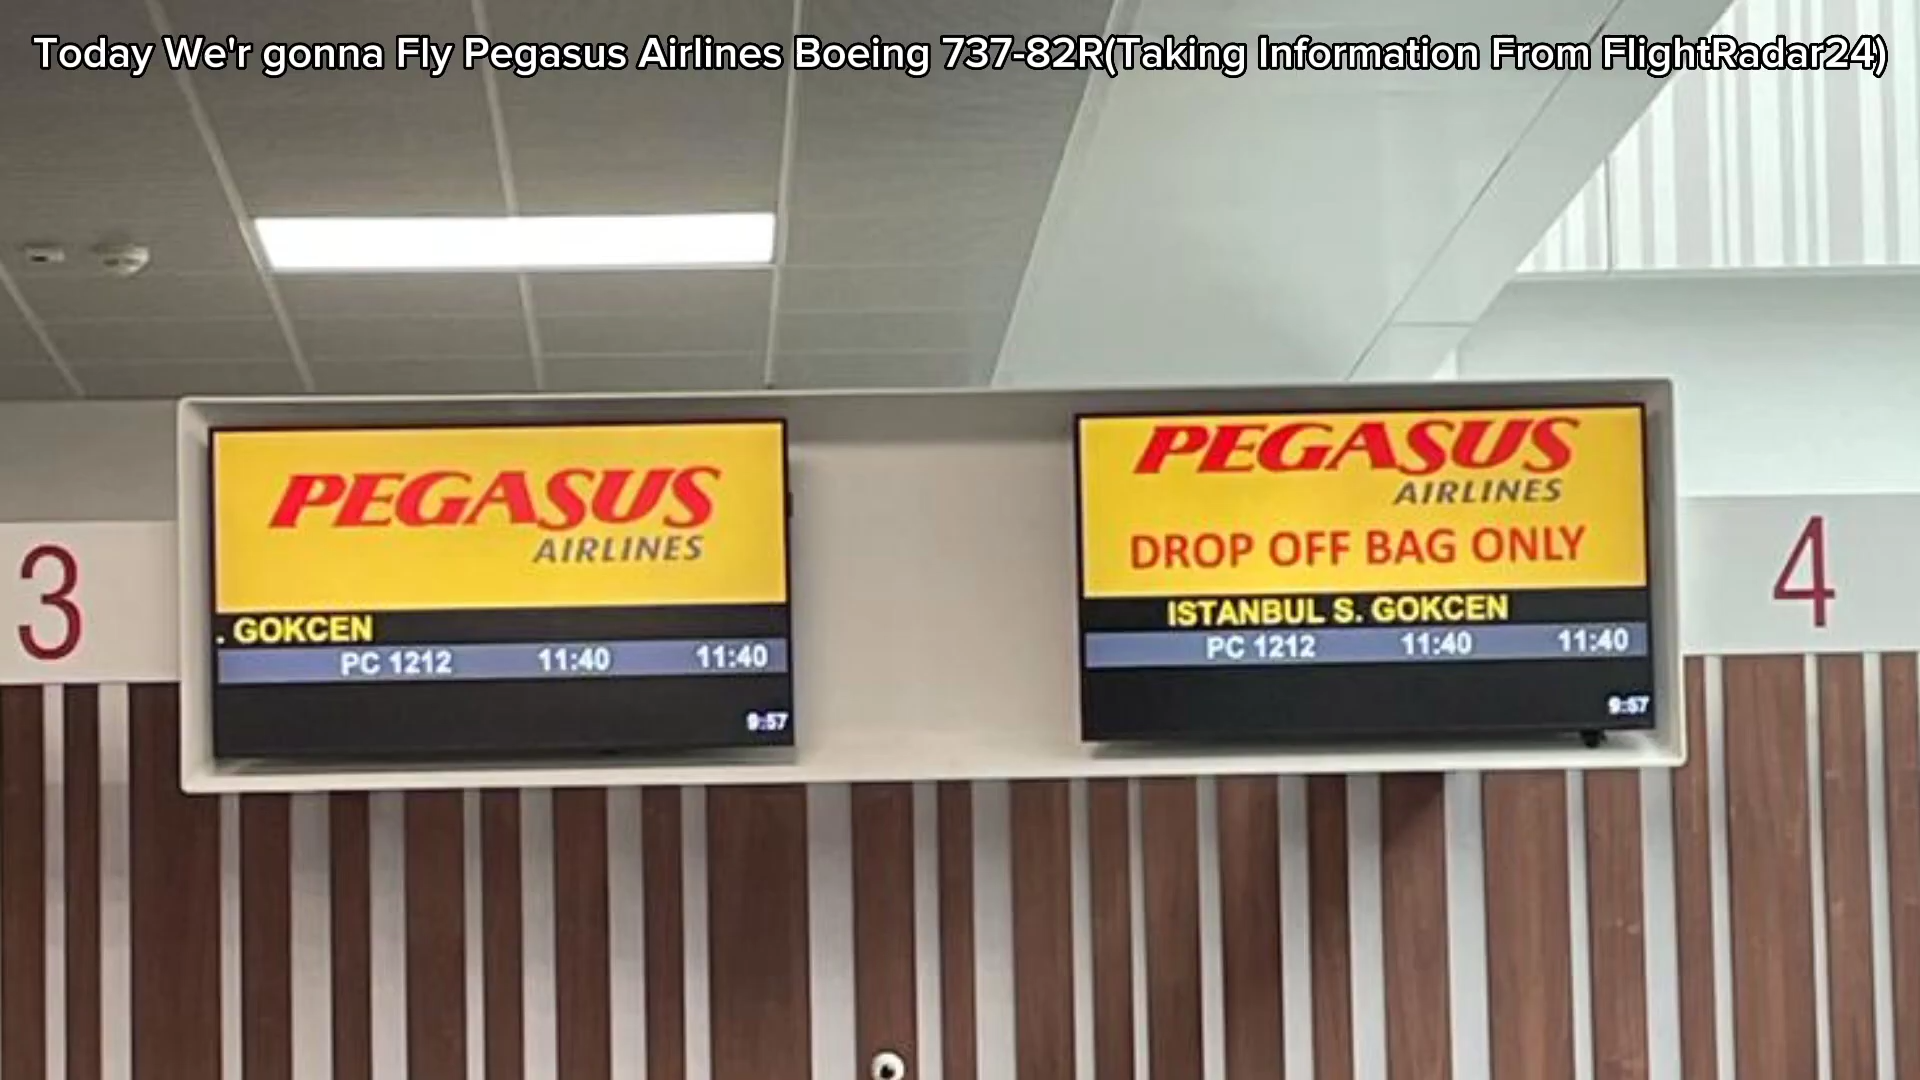 Today We'r gonna Fly Pegasus Airlines Boeing 737-82R(Taking Information From FlightRadar24)
3
PEGASUS
AIRLINES
. GOKCEN
PC 1212 11:40 11:40
9:57
PEGASUS
AIRLINES
DROP OFF BAG ONLY
ISTANBUL S. GOKCEN
PC 1212 11:40 11:40
9:57
4